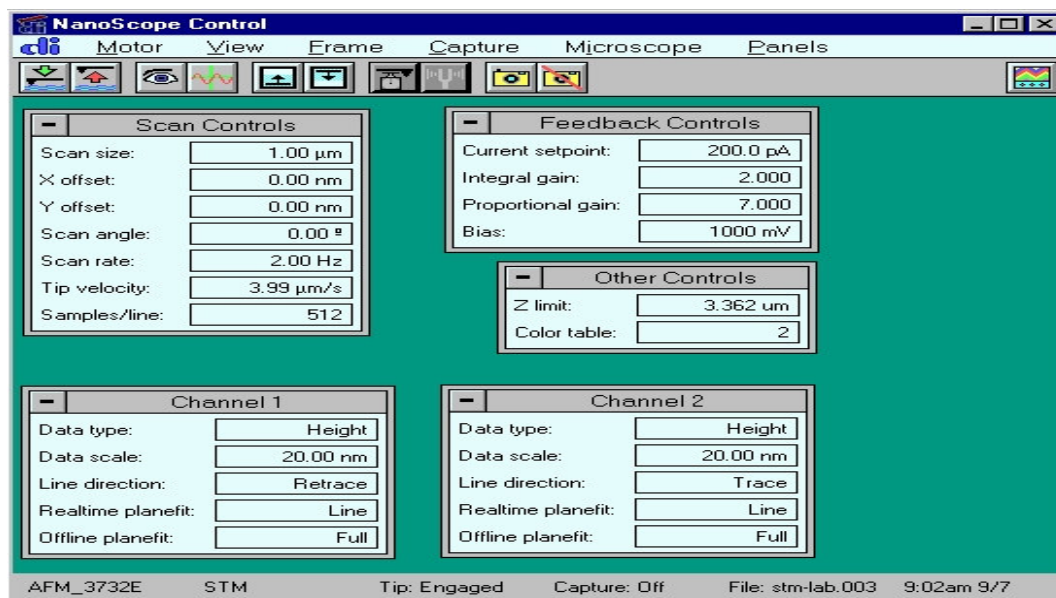 NanoScope Control
di Motor View Frame Capture Microscope Panels
Scan Controls
Scan size: 1.00 µm
X offset: 0.00 nm
Y offset: 0.00 nm
Scan angle: 0.00 º
Scan rate: 2.00 Hz
Tip velocity: 3.99 µm/s
Samples/line: 512
Feedback Controls
Current setpoint: 200.0 pA
Integral gain: 2.000
Proportional gain: 7.000
Bias: 1000 mV
Other Controls
Z limit: 3.362 um
Color table: 2
Channel 1
Data type: Height
Data scale: 20.00 nm
Line direction: Retrace
Realtime planefit: Line
Offline planefit: Full
Channel 2
Data type: Height
Data scale: 20.00 nm
Line direction: Trace
Realtime planefit: Line
Offline planefit: Full
AFM_3732E STM Tip: Engaged Capture: Off File: stm-lab.003 9:02am 9/7